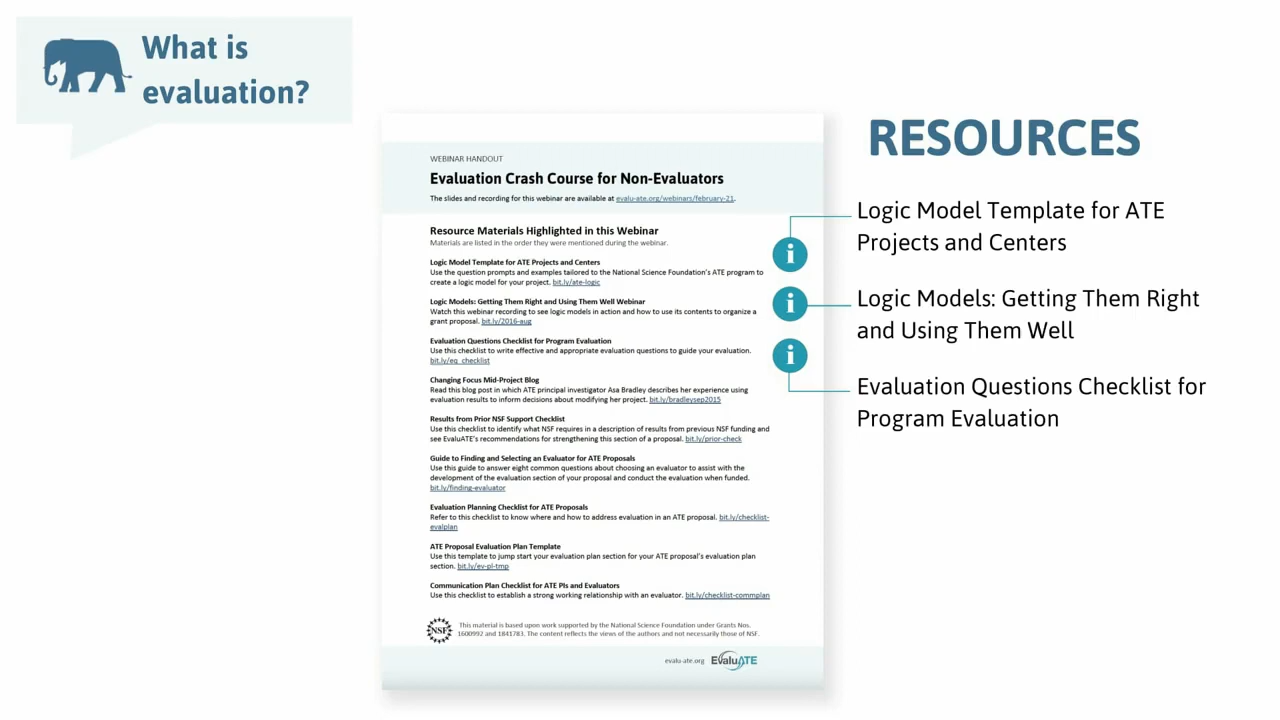 What is
evaluation?
WEBINAR HANDOUT
Evaluation Crash Course for Non-Evaluators
The slides and recording for this webinar are available at evalu-ate.org/webinars/february-21.
Resource Materials Highlighted in this Webinar
Materials are listed in the order they were mentioned during the webinar.
Logic Model Template for ATE Projects and Centers
Use the question prompts and examples tailored to the National Science Foundation's ATE program to
create a logic model for your project. bit.ly/ate-logic
Logic Models: Getting Them Right and Using Them Well Webinar
Watch this webinar recording to see logic models in action and how to use its contents to organize a
grant proposal. bit.ly/2016-aug
Evaluation Questions Checklist for Program Evaluation
Use this checklist to write effective and appropriate evaluation questions to guide your evaluation.
bit.ly/eq_checklist
Changing Focus Mid-Project Blog
Read this blog post in which ATE principal investigator Asa Bradley describes her experience using
evaluation results to inform decisions about modifying her project. bit.ly/bradleysep2015
Results from Prior NSF Support Checklist
Use this checklist to identify what NSF requires in a description of results from previous NSF funding and
see EvaluATE's recommendations for strengthening this section of a proposal. bit.ly/prior-check
Guide to Finding and Selecting an Evaluator for ATE Proposals
Use this guide to answer eight common questions about choosing an evaluator to assist with the
development of the evaluation section of your proposal and conduct the evaluation when funded.
bit.ly/finding-evaluator
Evaluation Planning Checklist for ATE Proposals
Refer to this checklist to know where and how to address evaluation in an ATE proposal. bit.ly/checklist-
evalplan
ATE Proposal Evaluation Plan Template
Use this template to jump start your evaluation plan section for your ATE proposal's evaluation plan
section. bit.ly/ev-pl-tmp
Communication Plan Checklist for ATE PIs and Evaluators
Use this checklist to establish a strong working relationship with an evaluator. bit.ly/checklist-commplan
NSF
This material is based upon work supported by the National Science Foundation under Grants Nos.
1600992 and 1841783. The content reflects the views of the authors and not necessarily those of NSF.
evalu-ate.org EvaluATE
RESOURCES
i
Logic Model Template for ATE
Projects and Centers
i
Logic Models: Getting Them Right
and Using Them Well
i
Evaluation Questions Checklist for
Program Evaluation